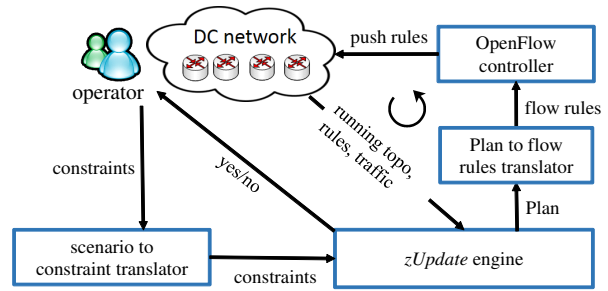 DC network
push rules
OpenFlow
controller
operator
running topo,
rules, traffic
flow rules
constraints
yes/no
Plan to flow
rules translator
Plan
scenario to
constraint translator
constraints
zUpdate engine